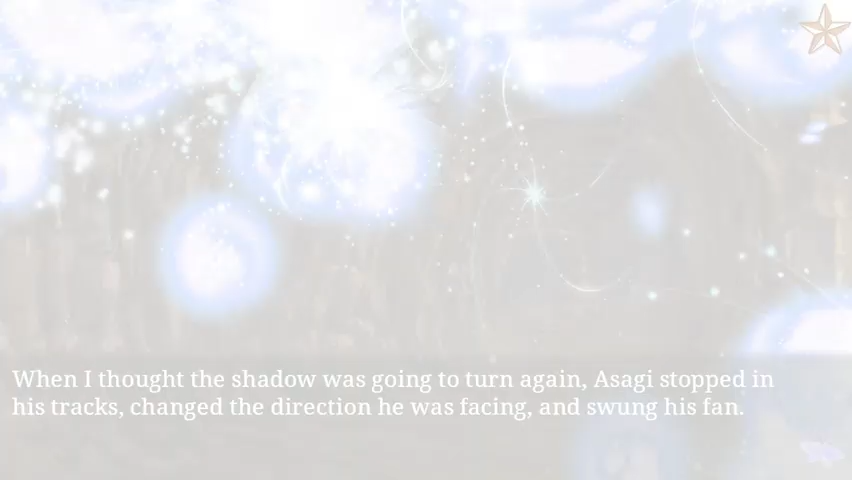 When I thought the shadow was going to turn again, Asagi stopped in
his tracks, changed the direction he was facing, and swung his fan.